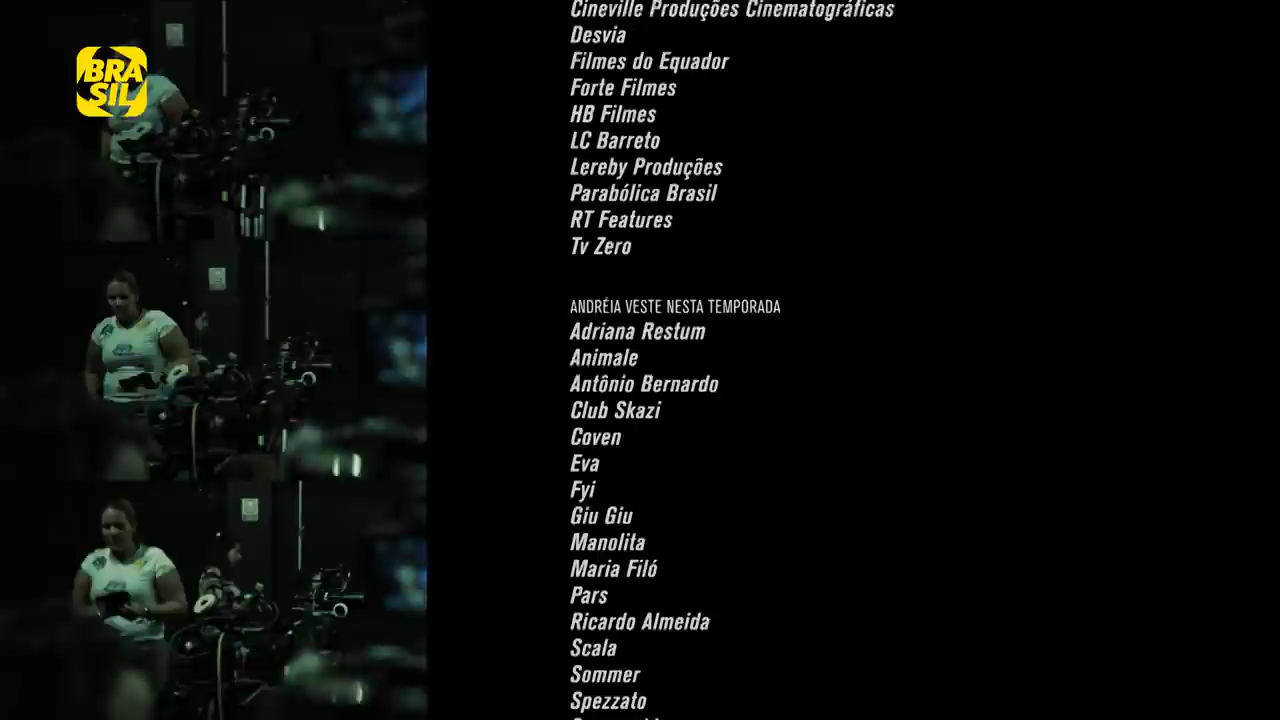 BRA
SIL
Cineville Produções Cinematográficas
Desvia
Filmes do Equador
Forte Filmes
HB Filmes
LC Barreto
Lereby Produções
Parabólica Brasil
RT Features
Tv Zero
ANDRÉIA VESTE NESTA TEMPORADA
Adriana Restum
Animale
Antônio Bernardo
Club Skazi
Coven
Eva
Fyi
Giu Giu
Manolita
Maria Filó
Pars
Ricardo Almeida
Scala
Sommer
Spezzato